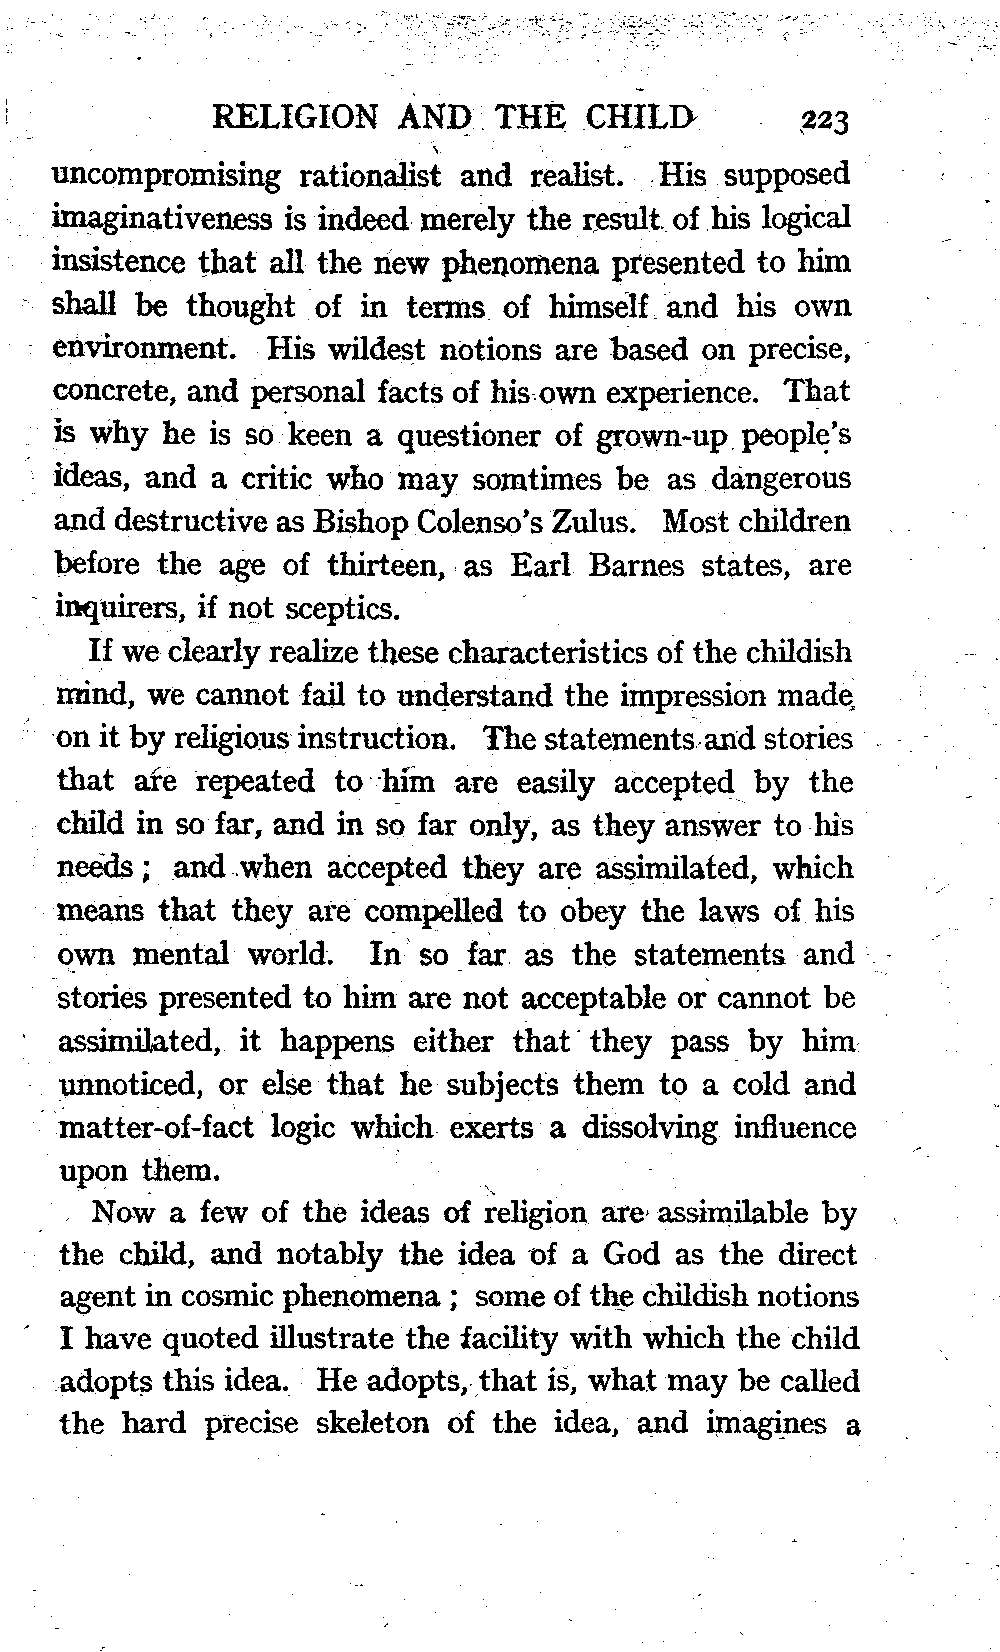 RELIGION AND THE CHILD 223
uncompromising rationalist and realist. His supposed
imaginativeness is indeed merely the result of his logical
insistence that all the new phenomena presented to him
shall be thought of in terms of himself and his own
environment. His wildest notions are based on precise,
concrete, and personal facts of his own experience. That
is why he is so keen a questioner of grown-up people's
ideas, and a critic who may somtimes be as dangerous
and destructive as Bishop Colenso's Zulus. Most children
before the age of thirteen, as Earl Barnes states, are
inquirers, if not sceptics.
If we clearly realize these characteristics of the childish
mind, we cannot fail to understand the impression made
on it by religious instruction. The statements and stories
that are repeated to him are easily accepted by the
child in so far, and in so far only, as they answer to his
needs ; and when accepted they are assimilated, which
means that they are compelled to obey the laws of his
own mental world. In so far as the statements and
stories presented to him are not acceptable or cannot be
assimilated, it happens either that they pass by him
unnoticed, or else that he subjects them to a cold and
matter-of-fact logic which exerts a dissolving influence
upon them.
Now a few of the ideas of religion are assimilable by
the child, and notably the idea of a God as the direct
agent in cosmic phenomena ; some of the childish notions
I have quoted illustrate the facility with which the child
adopts this idea. He adopts, that is, what may be called
the hard precise skeleton of the idea, and imagines a